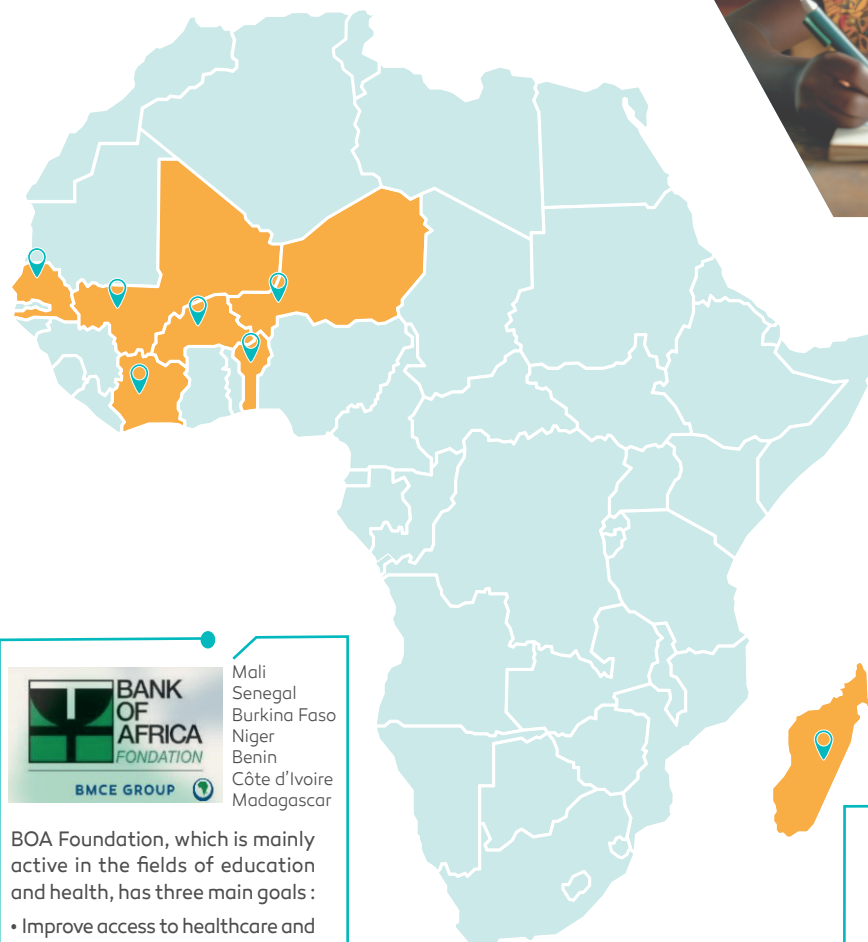 BANK
OF
AFRICA
FONDATION
BMCE GROUP
Mali
Senegal
Burkina Faso
Niger
Benin
Côte d'Ivoire
Madagascar
BOA Foundation, which is mainly
active in the fields of education
and health, has three main goals :
• Improve access to healthcare and